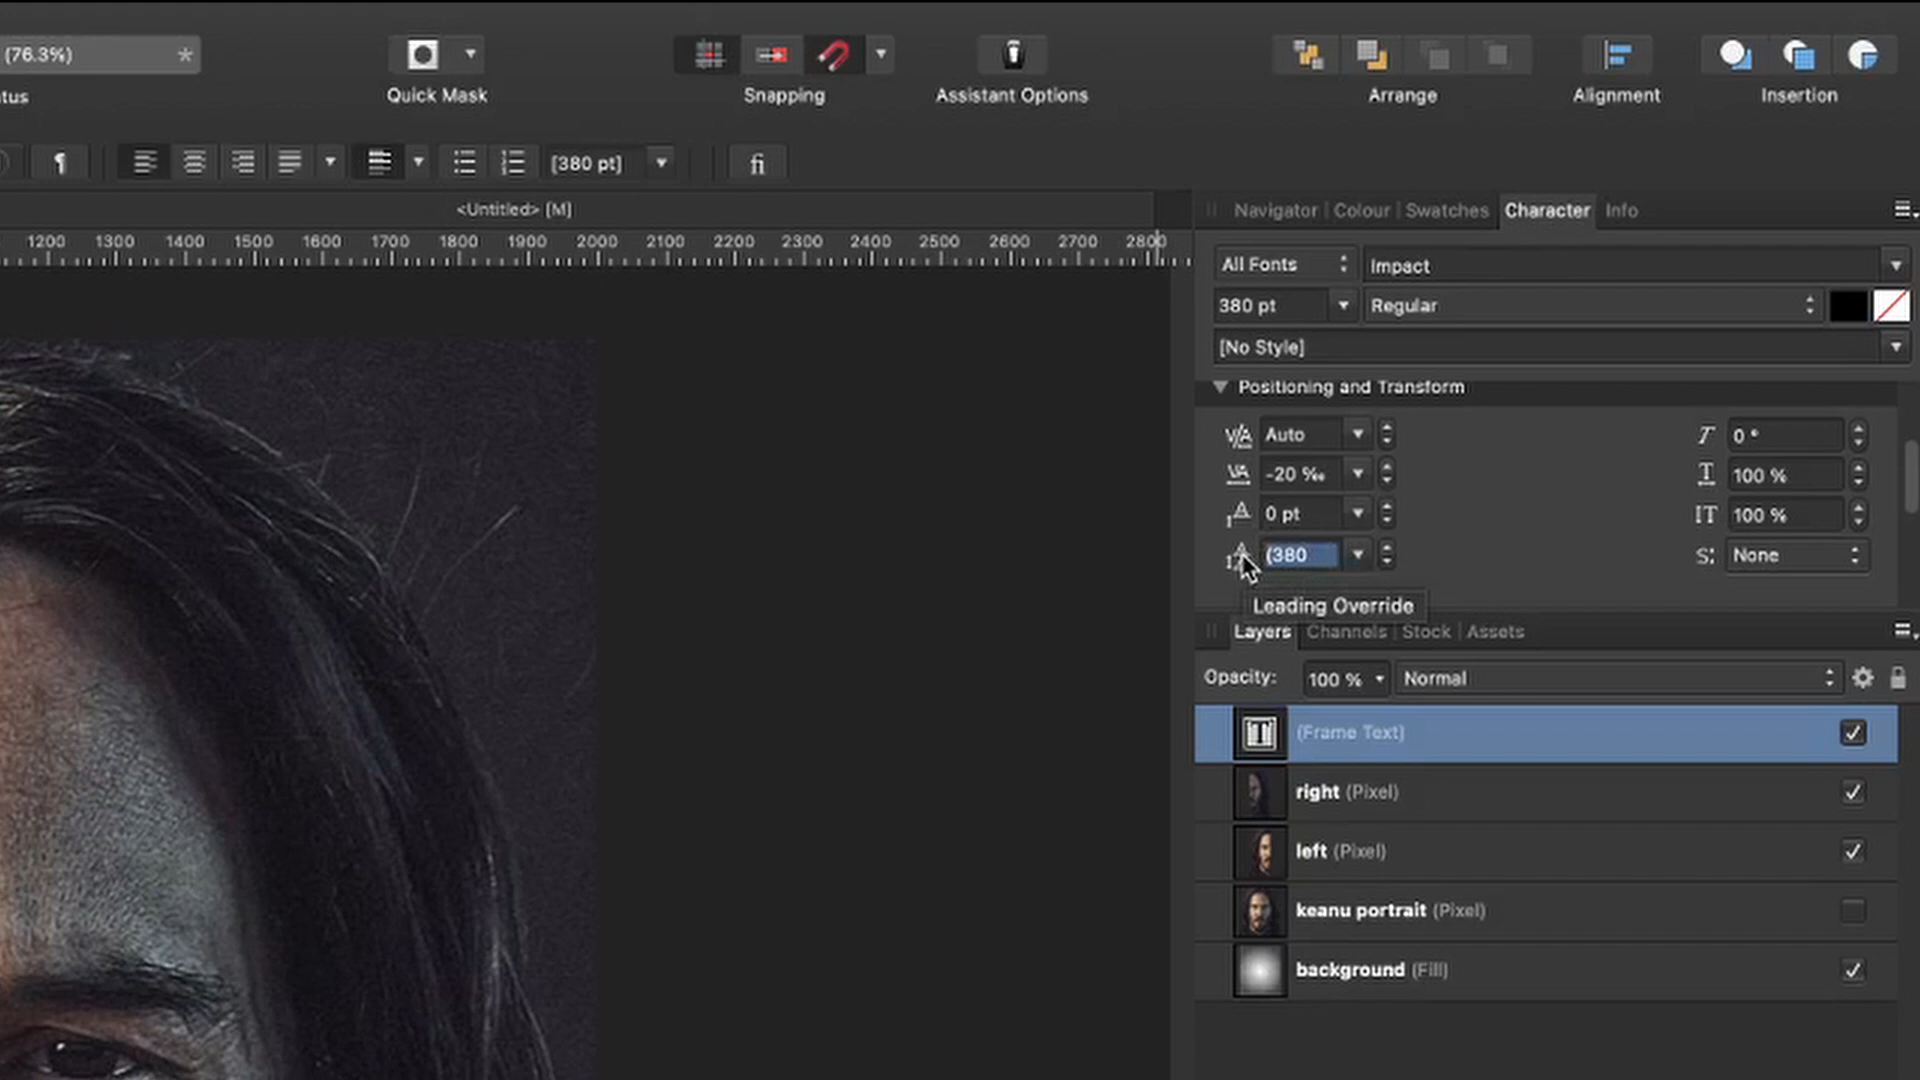 (76.3%) *
tus
Quick Mask
Snapping
Assistant Options
Arrange
Alignment
Insertion
¶
[380 pt]
fi
<Untitled> [M]
1200 1300 1400 1500 1600 1700 1800 1900 2000 2100 2200 2300 2400 2500 2600 2700 2800
Navigator Colour Swatches Character Info
All Fonts Impact
380 pt Regular
[No Style]
Positioning and Transform
V/A Auto T 0 °
VA -20 ‰ T 100 %
A 0 pt IT 100 %
(380 S: None
Leading Override
Layers Channels Stock Assets
Opacity: 100 % Normal
(Frame Text)
right (Pixel)
left (Pixel)
keanu portrait (Pixel)
background (Fill)